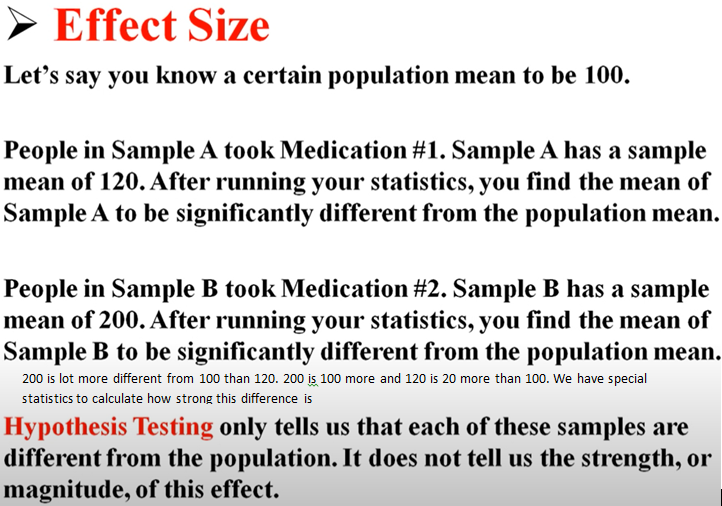 ➢ Effect Size
Let's say you know a certain population mean to be 100.
People in Sample A took Medication #1. Sample A has a sample
mean of 120. After running your statistics, you find the mean of
Sample A to be significantly different from the population mean.
People in Sample B took Medication #2. Sample B has a sample
mean of 200. After running your statistics, you find the mean of
Sample B to be significantly different from the population mean.
200 is lot more different from 100 than 120. 200 is 100 more and 120 is 20 more than 100. We have special
statistics to calculate how strong this difference is
Hypothesis Testing only tells us that each of these samples are
different from the population. It does not tell us the strength, or
magnitude, of this effect.